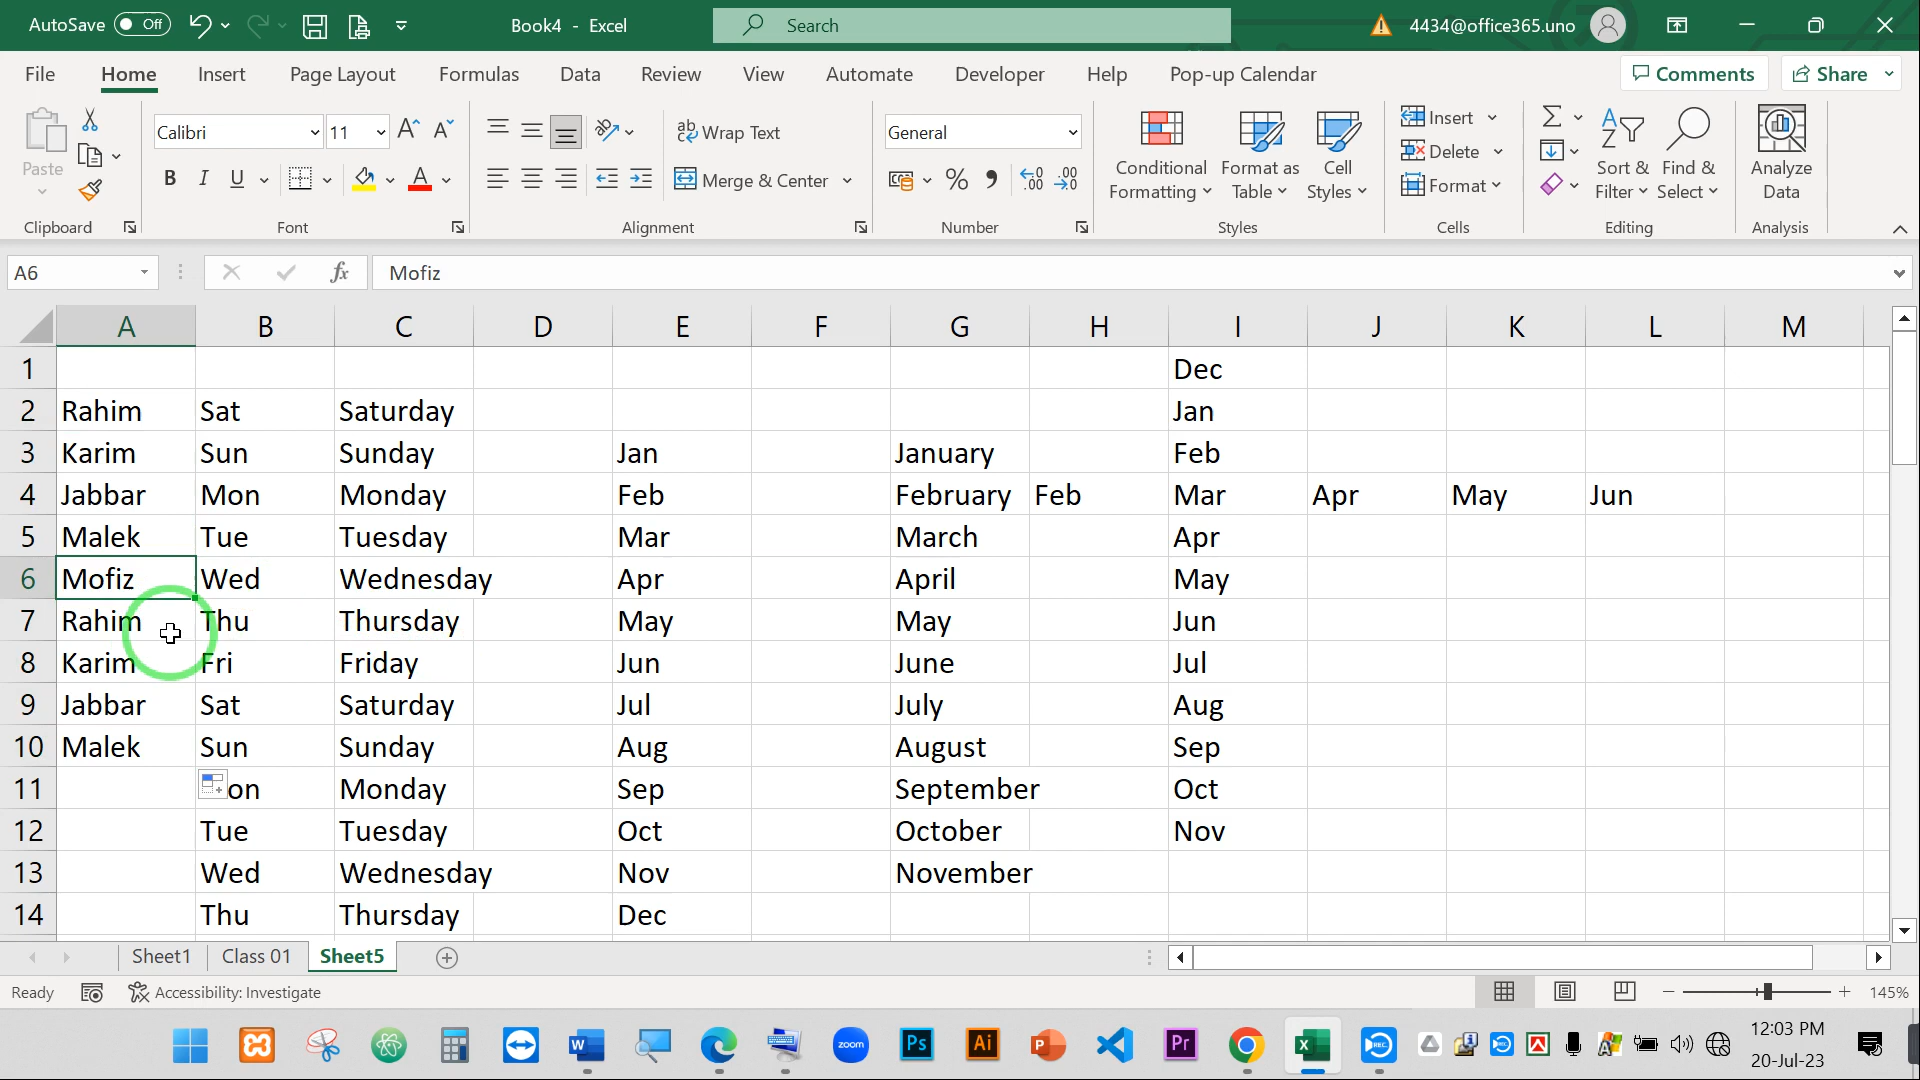 AutoSave Off Book4 - Excel Search 4434@office365.uno
File Home Insert Page Layout Formulas Data Review View Automate Developer Help Pop-up Calendar Comments Share
Calibri 11 ab Wrap Text General Insert
Paste Conditional Format as Cell Delete Sort & Find & Analyze
B I U A Merge & Center % Formatting Table Styles Format Filter Select Data
Clipboard Font Alignment Number Styles Cells Editing Analysis
A6 fx Mofiz
A B C D E F G H I J K L M
1 Dec
2 Rahim Sat Saturday Jan
3 Karim Sun Sunday Jan January Feb
4 Jabbar Mon Monday Feb February Feb Mar Apr May Jun
5 Malek Tue Tuesday Mar March Apr
6 Mofiz Wed Wednesday Apr April May
7 Rahim Thu Thursday May May Jun
8 Karim Fri Friday Jun June Jul
9 Jabbar Sat Saturday Jul July Aug
10 Malek Sun Sunday Aug August Sep
11 on Monday Sep September Oct
12 Tue Tuesday Oct October Nov
13 Wed Wednesday Nov November
14 Thu Thursday Dec
Sheet1 Class 01 Sheet5
Ready Accessibility: Investigate 145%
zoom Ps Ai Pr REC 12:03 PM
20-Jul-23